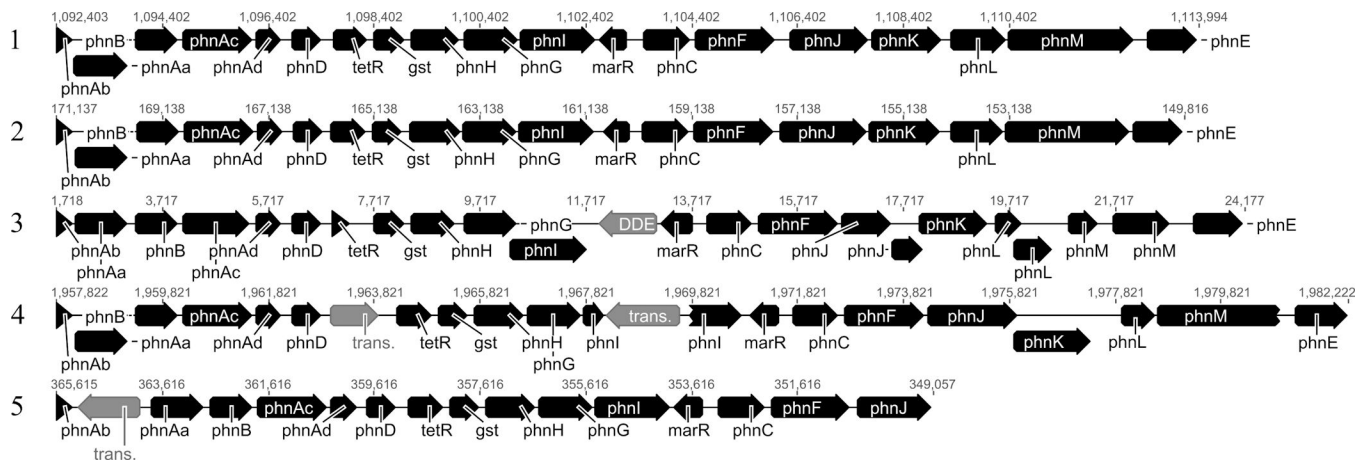 1,092,403 1,094,402 1,096,402 1,098,402 1,100,402 1,102,402 1,104,402 1,106,402 1,108,402 1,110,402 1,113,994
1 phnB phnAc phnI phnF phnJ phnK phnM phnE
phnAa phnAd phnD tetR gst phnH phnG marR phnC phnL
phnAb
171,137 169,138 167,138 165,138 163,138 161,138 159,138 157,138 155,138 153,138 149,816
2 phnB phnAc phnI phnF phnJ phnK phnM phnE
phnAa phnAd phnD tetR gst phnH phnG marR phnC phnL
phnAb
1,718 3,717 5,717 7,717 9,717 11,717 13,717 15,717 17,717 19,717 21,717 24,177
3 phnG DDE phnF phnK phnE
phnAb phnB phnAd phnD tetR gst phnH phnI marR phnC phnJ phnJ phnL phnM phnM
phnAa phnAc phnL
1,957,822 1,959,821 1,961,821 1,963,821 1,965,821 1,967,821 1,969,821 1,971,821 1,973,821 1,975,821 1,977,821 1,979,821 1,982,222
4 phnB phnAc trans. phnF phnJ phnM
phnAa phnAd phnD trans. tetR gst phnH phnI phnI marR phnC phnK phnL phnE
phnAb phnG
365,615 363,616 361,616 359,616 357,616 355,616 353,616 351,616 349,057
5 phnAc phnI phnF phnJ
phnAb phnAa phnB phnAd phnD tetR gst phnH phnG marR phnC
trans.